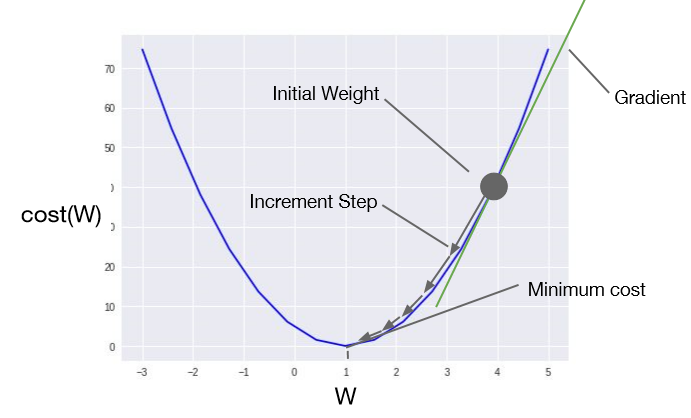 Gradient
Initial Weight
70
60
50
Increment Step
cost(W)
20
10
0
Minimum cost
−3 −2 −1 0 1 2 3 4 5
W